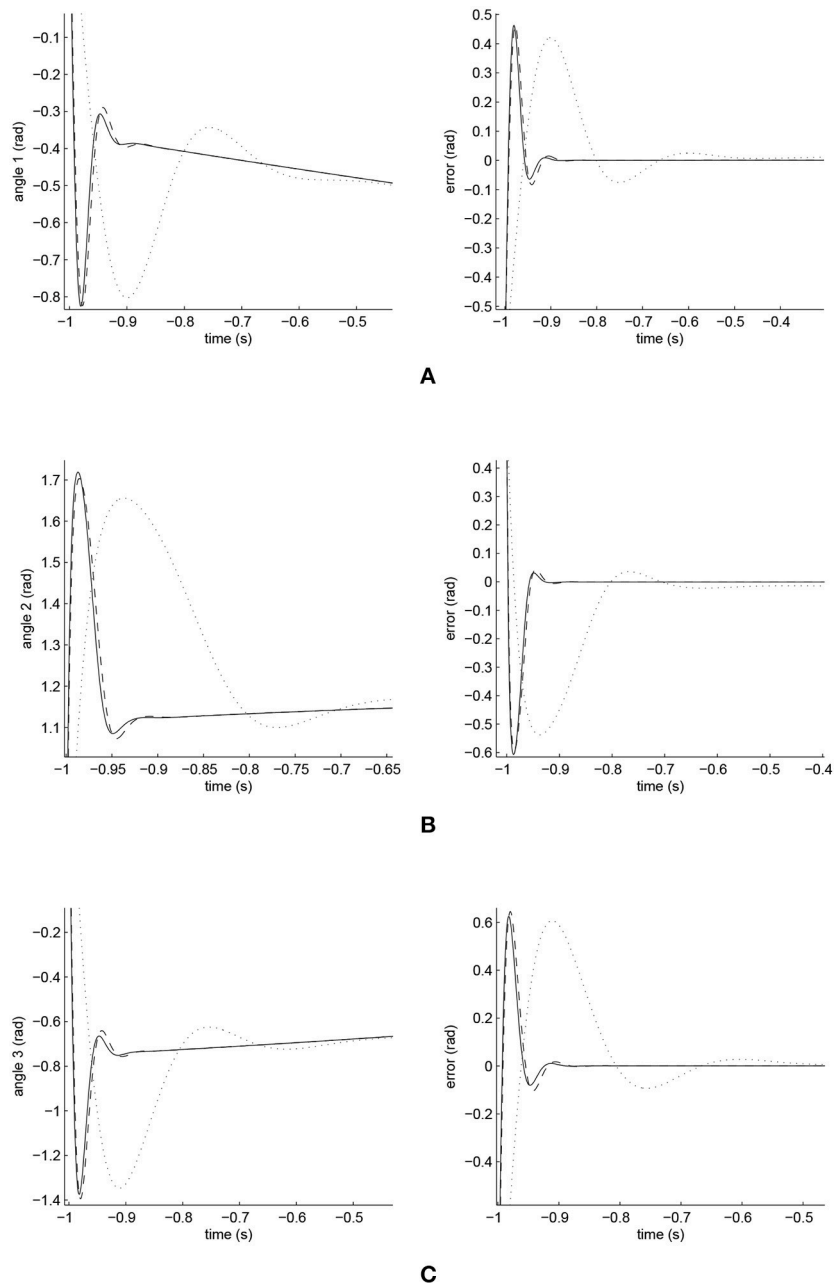 −0.1
−0.2
−0.3
−0.4
−0.5
−0.6
−0.7
−0.8
angle 1 (rad)
−1 −0.9 −0.8 −0.7 −0.6 −0.5
time (s)
0.5
0.4
0.3
0.2
0.1
0
−0.1
−0.2
−0.3
−0.4
−0.5
error (rad)
−1 −0.9 −0.8 −0.7 −0.6 −0.5 −0.4
time (s)
A
1.7
1.6
1.5
1.4
1.3
1.2
1.1
angle 2 (rad)
−1 −0.95 −0.9 −0.85 −0.8 −0.75 −0.7 −0.65
time (s)
0.4
0.3
0.2
0.1
0
−0.1
−0.2
−0.3
−0.4
−0.5
−0.6
error (rad)
−1 −0.9 −0.8 −0.7 −0.6 −0.5 −0.4
time (s)
B
−0.2
−0.4
−0.6
−0.8
−1
−1.2
−1.4
angle 3 (rad)
−1 −0.9 −0.8 −0.7 −0.6 −0.5
time (s)
0.6
0.4
0.2
0
−0.2
−0.4
error (rad)
−1 −0.9 −0.8 −0.7 −0.6 −0.5
time (s)
C